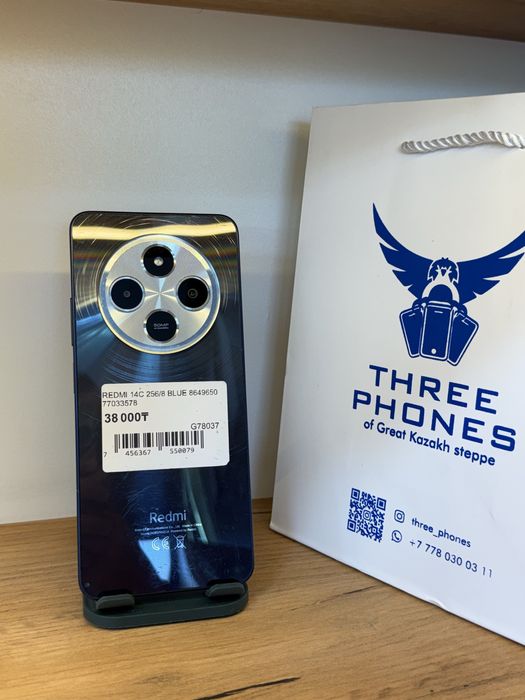 50MP
REDMI 14C 256/8 BLUE 8649650
77033578
38 000₸
G78037
7 456367 550079
Redmi
THREE
PHONES
of Great Kazakh steppe
three_phones
+7 778 030 03 11